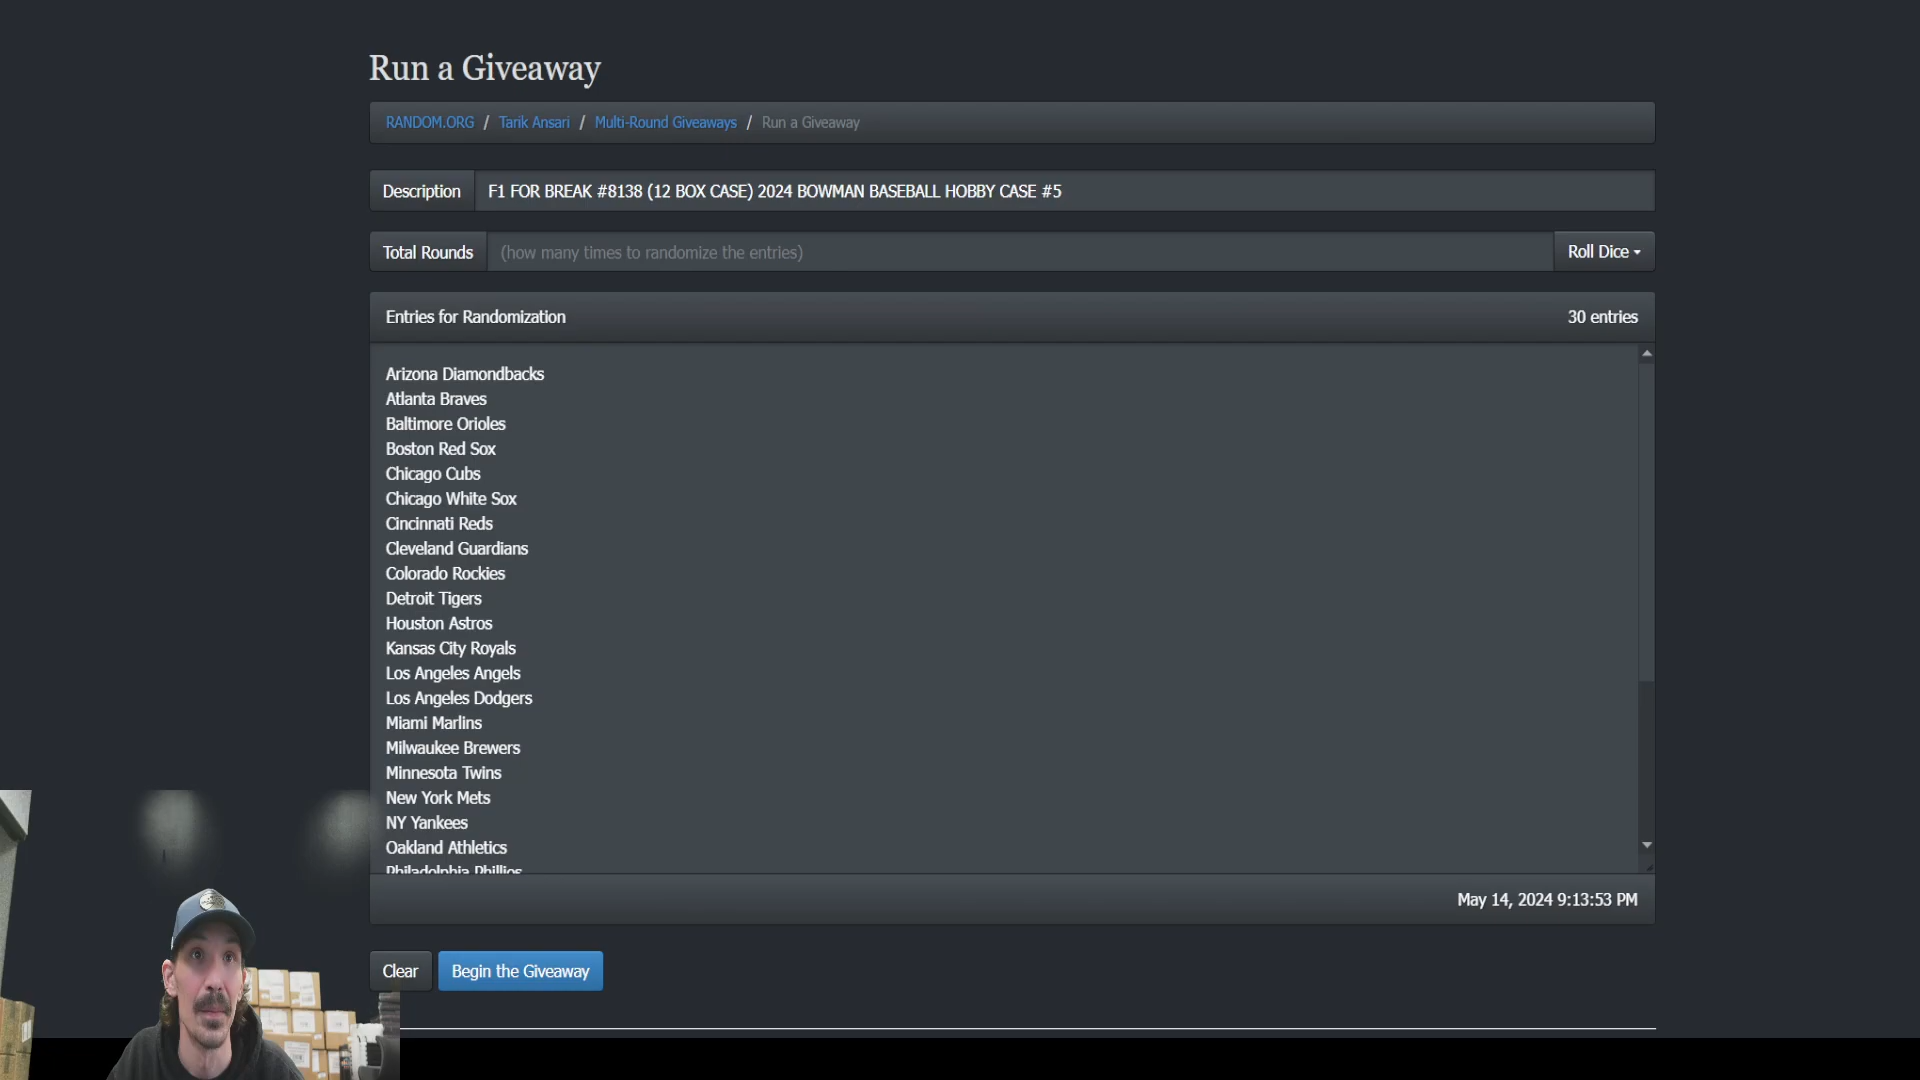 Run a Giveaway
RANDOM.ORG / Tarik Ansari / Multi-Round Giveaways / Run a Giveaway
Description F1 FOR BREAK #8138 (12 BOX CASE) 2024 BOWMAN BASEBALL HOBBY CASE #5
Total Rounds (how many times to randomize the entries) Roll Dice
Entries for Randomization 30 entries
Arizona Diamondbacks
Atlanta Braves
Baltimore Orioles
Boston Red Sox
Chicago Cubs
Chicago White Sox
Cincinnati Reds
Cleveland Guardians
Colorado Rockies
Detroit Tigers
Houston Astros
Kansas City Royals
Los Angeles Angels
Los Angeles Dodgers
Miami Marlins
Milwaukee Brewers
Minnesota Twins
New York Mets
NY Yankees
Oakland Athletics
Philadelphia Phillies
May 14, 2024 9:13:53 PM
Clear Begin the Giveaway